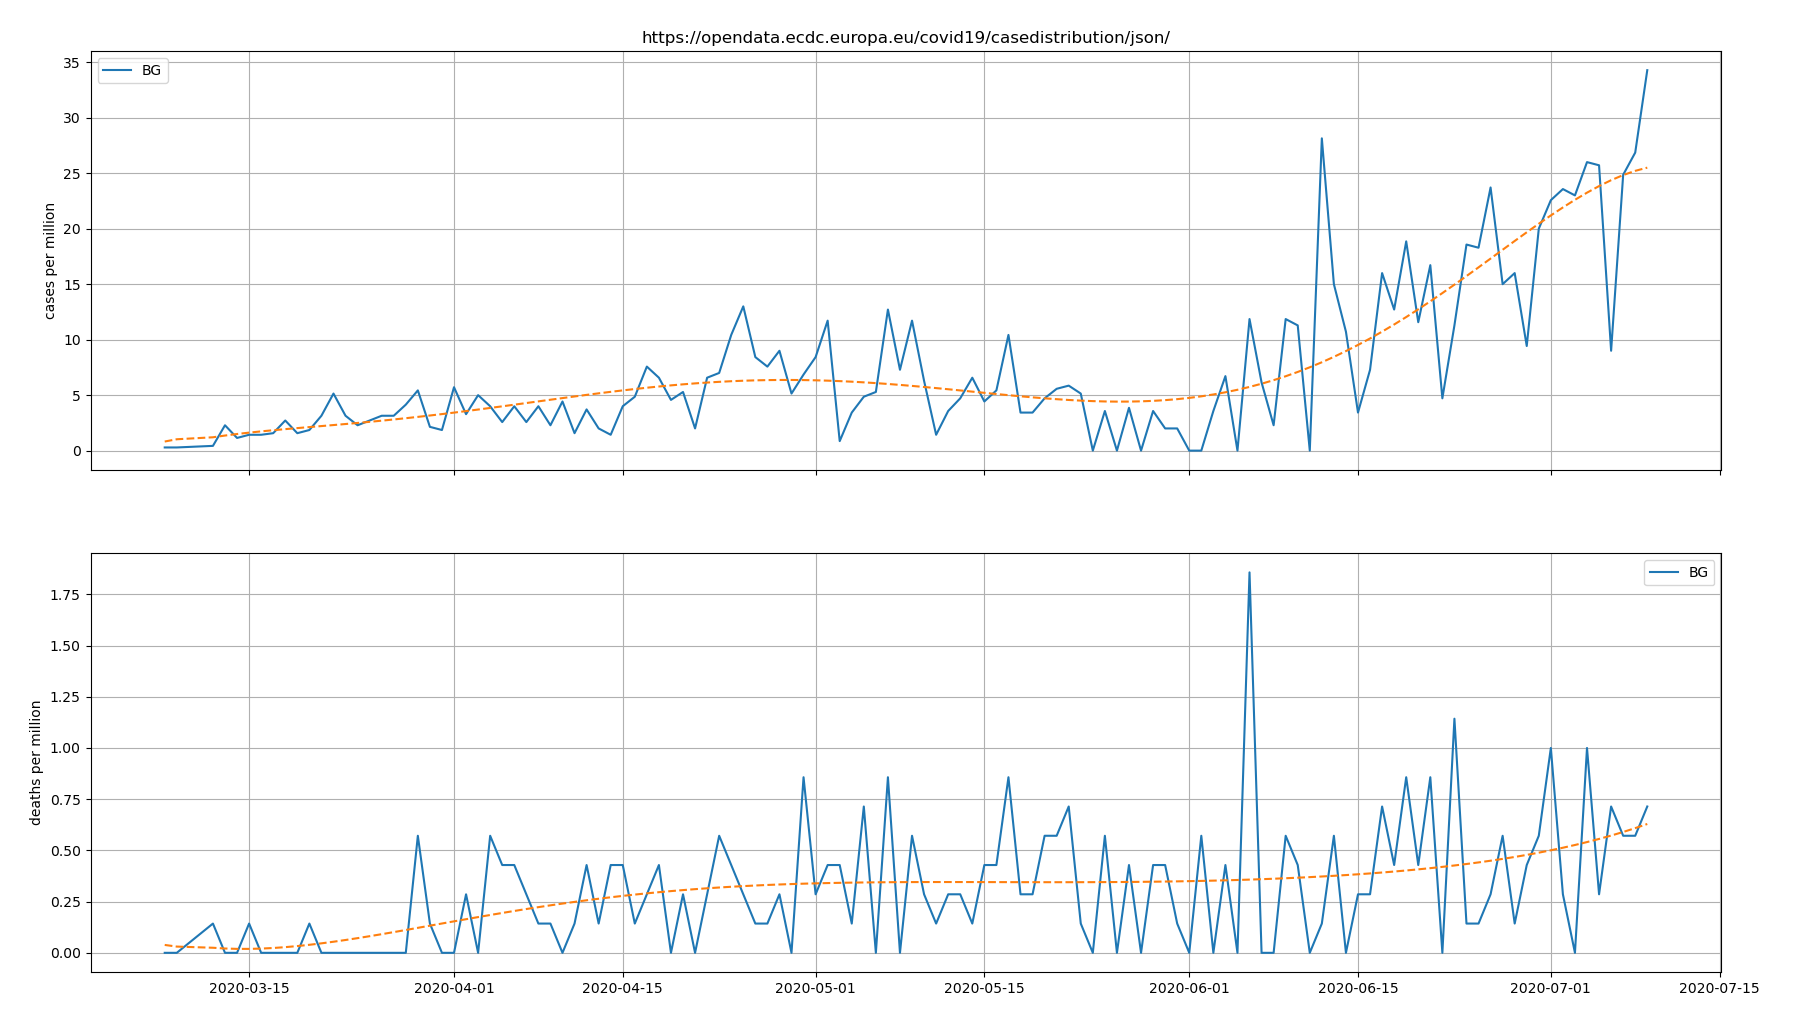 https://opendata.ecdc.europa.eu/covid19/casedistribution/json/
BG
cases per million
35
30
25
20
15
10
5
0
BG
deaths per million
1.75
1.50
1.25
1.00
0.75
0.50
0.25
0.00
2020-03-15 2020-04-01 2020-04-15 2020-05-01 2020-05-15 2020-06-01 2020-06-15 2020-07-01 2020-07-15